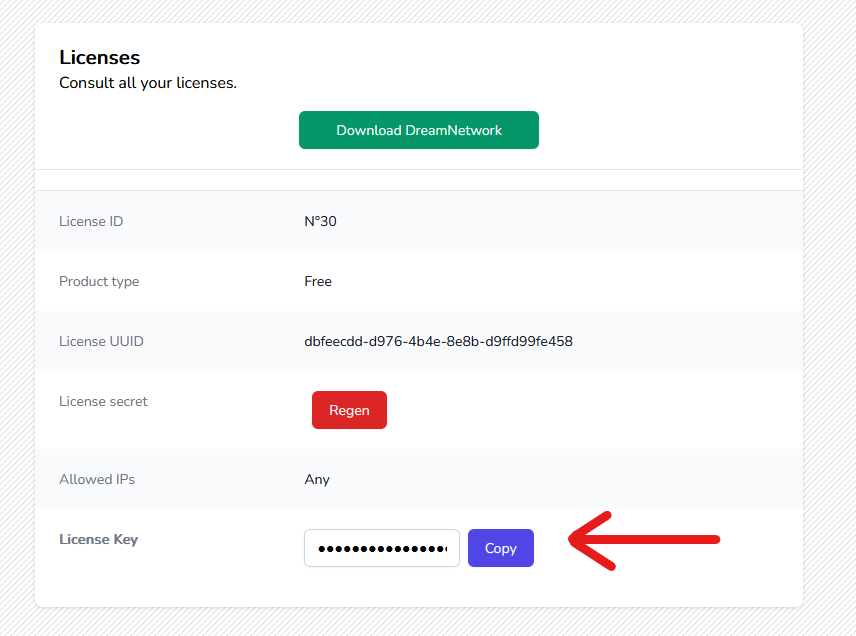 Licenses
Consult all your licenses.
Download DreamNetwork
License ID N°30
Product type Free
License UUID dbfeecdd-d976-4b4e-8e8b-d9ffd99fe458
License secret Regen
Allowed IPs Any
License Key •••••••••••••••• Copy